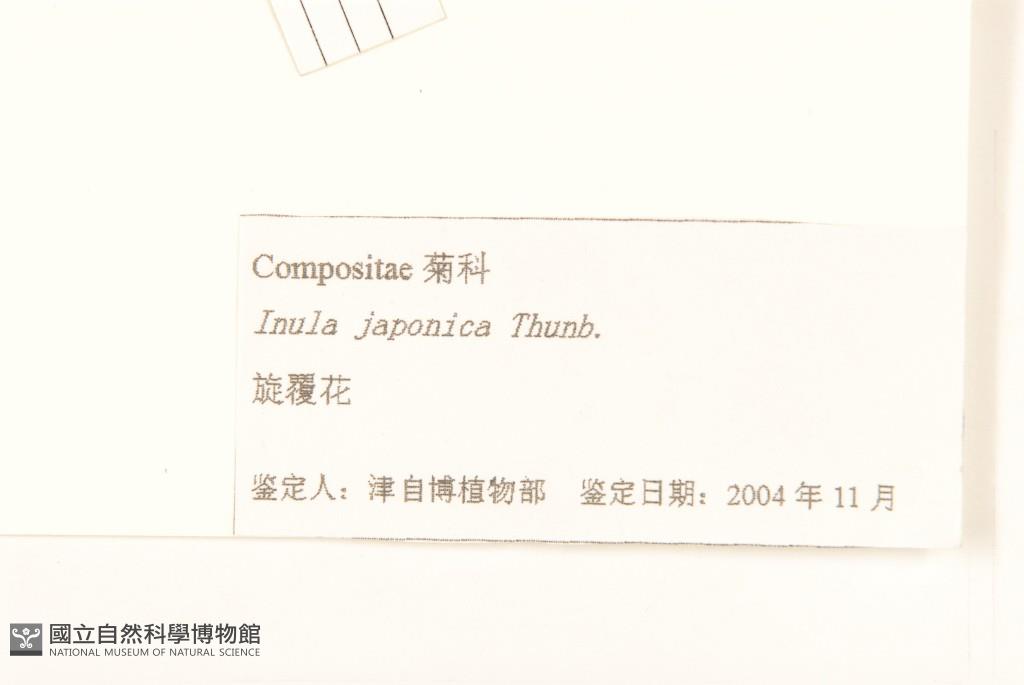 Compositae 菊科
Inula japonica Thunb.
旋覆花
鉴定人：津自博植物部 鉴定日期：2004 年 11 月
國立自然科學博物館
NATIONAL MUSEUM OF NATURAL SCIENCE